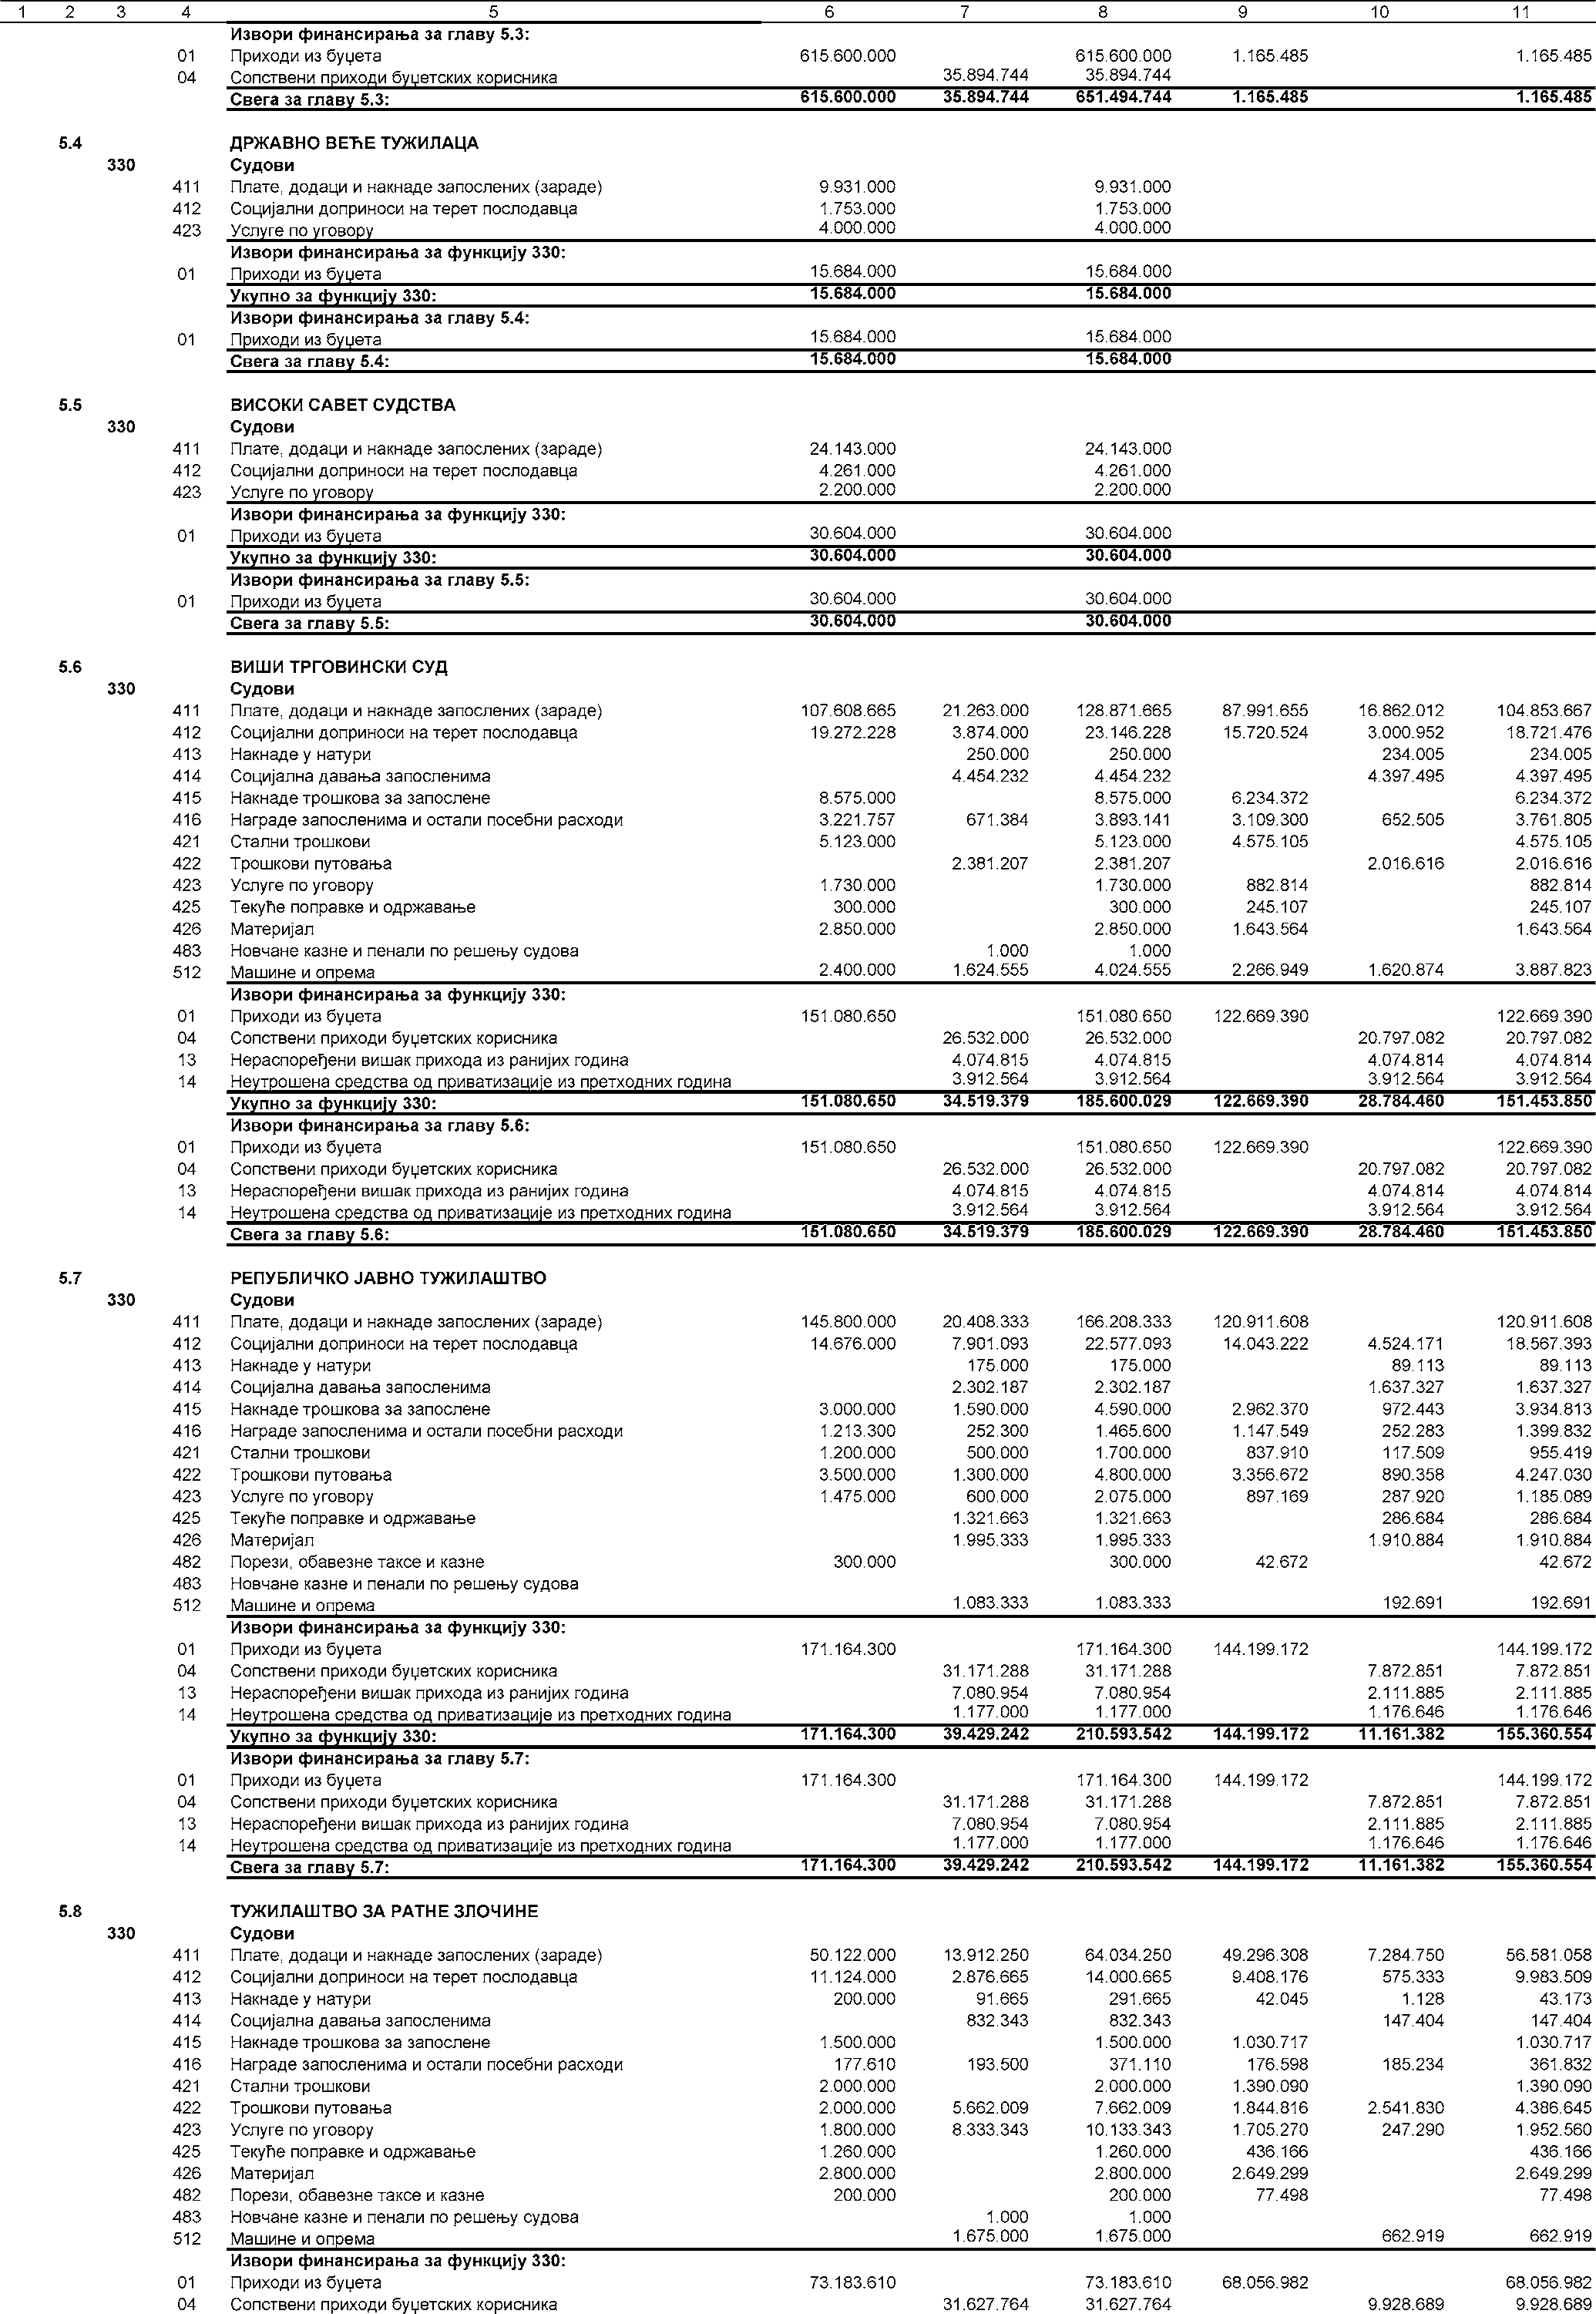 1 2 3 4 5 6 7 8 9 10 11
Извори финансирања за главу 5.3:
01 Приходи из буџета 615.600.000 615.600.000 1.165.485 1.165.485
04 Сопствени приходи буџетских корисника 35.894.744 35.894.744
Свега за главу 5.3: 615.600.000 35.894.744 651.494.744 1.165.485 1.165.485
5.4 ДРЖАВНО ВЕЋЕ ТУЖИЛАЦА
330 Судови
411 Плате, додаци и накнаде запослених (зараде) 9.931.000 9.931.000
412 Социјални доприноси на терет послодавца 1.753.000 1.753.000
423 Услуге по уговору 4.000.000 4.000.000
Извори финансирања за функцију 330:
01 Приходи из буџета 15.684.000 15.684.000
Укупно за функцију 330: 15.684.000 15.684.000
Извори финансирања за главу 5.4:
01 Приходи из буџета 15.684.000 15.684.000
Свега за главу 5.4: 15.684.000 15.684.000
5.5 ВИСОКИ САВЕТ СУДСТВА
330 Судови
411 Плате, додаци и накнаде запослених (зараде) 24.143.000 24.143.000
412 Социјални доприноси на терет послодавца 4.261.000 4.261.000
423 Услуге по уговору 2.200.000 2.200.000
Извори финансирања за функцију 330:
01 Приходи из буџета 30.604.000 30.604.000
Укупно за функцију 330: 30.604.000 30.604.000
Извори финансирања за главу 5.5:
01 Приходи из буџета 30.604.000 30.604.000
Свега за главу 5.5: 30.604.000 30.604.000
5.6 ВИШИ ТРГОВИНСКИ СУД
330 Судови
411 Плате, додаци и накнаде запослених (зараде) 107.608.665 21.263.000 128.871.665 87.991.655 16.862.012 104.853.667
412 Социјални доприноси на терет послодавца 19.272.228 3.874.000 23.146.228 15.720.524 3.000.952 18.721.476
413 Накнаде у натури 250.000 250.000 234.005 234.005
414 Социјална давања запосленима 4.454.232 4.454.232 4.397.495 4.397.495
415 Накнаде трошкова за запослене 8.575.000 8.575.000 6.234.372 6.234.372
416 Награде запосленима и остали посебни расходи 3.221.757 671.384 3.893.141 3.109.300 652.505 3.761.805
421 Стални трошкови 5.123.000 5.123.000 4.575.105 4.575.105
422 Трошкови путовања 2.381.207 2.381.207 2.016.616 2.016.616
423 Услуге по уговору 1.730.000 1.730.000 882.814 882.814
425 Текуће поправке и одржавање 300.000 300.000 245.107 245.107
426 Материјал 2.850.000 2.850.000 1.643.564 1.643.564
483 Новчане казне и пенали по решењу судова 1.000 1.000
512 Машине и опрема 2.400.000 1.624.555 4.024.555 2.266.949 1.620.874 3.887.823
Извори финансирања за функцију 330:
01 Приходи из буџета 151.080.650 151.080.650 122.669.390 122.669.390
04 Сопствени приходи буџетских корисника 26.532.000 26.532.000 20.797.082 20.797.082
13 Нераспоређени вишак прихода из ранијих година 4.074.815 4.074.815 4.074.814 4.074.814
14 Неутрошена средства од приватизације из претходних година 3.912.564 3.912.564 3.912.564 3.912.564
Укупно за функцију 330: 151.080.650 34.519.379 185.600.029 122.669.390 28.784.460 151.453.850
Извори финансирања за главу 5.6:
01 Приходи из буџета 151.080.650 151.080.650 122.669.390 122.669.390
04 Сопствени приходи буџетских корисника 26.532.000 26.532.000 20.797.082 20.797.082
13 Нераспоређени вишак прихода из ранијих година 4.074.815 4.074.815 4.074.814 4.074.814
14 Неутрошена средства од приватизације из претходних година 3.912.564 3.912.564 3.912.564 3.912.564
Свега за главу 5.6: 151.080.650 34.519.379 185.600.029 122.669.390 28.784.460 151.453.850
5.7 РЕПУБЛИЧКО ЈАВНО ТУЖИЛАШТВО
330 Судови
411 Плате, додаци и накнаде запослених (зараде) 145.800.000 20.408.333 166.208.333 120.911.608 120.911.608
412 Социјални доприноси на терет послодавца 14.676.000 7.901.093 22.577.093 14.043.222 4.524.171 18.567.393
413 Накнаде у натури 175.000 175.000 89.113 89.113
414 Социјална давања запосленима 2.302.187 2.302.187 1.637.327 1.637.327
415 Накнаде трошкова за запослене 3.000.000 1.590.000 4.590.000 2.962.370 972.443 3.934.813
416 Награде запосленима и остали посебни расходи 1.213.300 252.300 1.465.600 1.147.549 252.283 1.399.832
421 Стални трошкови 1.200.000 500.000 1.700.000 837.910 117.509 955.419
422 Трошкови путовања 3.500.000 1.300.000 4.800.000 3.356.672 890.358 4.247.030
423 Услуге по уговору 1.475.000 600.000 2.075.000 897.169 287.920 1.185.089
425 Текуће поправке и одржавање 1.321.663 1.321.663 286.684 286.684
426 Материјал 1.995.333 1.995.333 1.910.884 1.910.884
482 Порези, обавезне таксе и казне 300.000 300.000 42.672 42.672
483 Новчане казне и пенали по решењу судова
512 Машине и опрема 1.083.333 1.083.333 192.691 192.691
Извори финансирања за функцију 330:
01 Приходи из буџета 171.164.300 171.164.300 144.199.172 144.199.172
04 Сопствени приходи буџетских корисника 31.171.288 31.171.288 7.872.851 7.872.851
13 Нераспоређени вишак прихода из ранијих година 7.080.954 7.080.954 2.111.885 2.111.885
14 Неутрошена средства од приватизације из претходних година 1.177.000 1.177.000 1.176.646 1.176.646
Укупно за функцију 330: 171.164.300 39.429.242 210.593.542 144.199.172 11.161.382 155.360.554
Извори финансирања за главу 5.7:
01 Приходи из буџета 171.164.300 171.164.300 144.199.172 144.199.172
04 Сопствени приходи буџетских корисника 31.171.288 31.171.288 7.872.851 7.872.851
13 Нераспоређени вишак прихода из ранијих година 7.080.954 7.080.954 2.111.885 2.111.885
14 Неутрошена средства од приватизације из претходних година 1.177.000 1.177.000 1.176.646 1.176.646
Свега за главу 5.7: 171.164.300 39.429.242 210.593.542 144.199.172 11.161.382 155.360.554
5.8 ТУЖИЛАШТВО ЗА РАТНЕ ЗЛОЧИНЕ
330 Судови
411 Плате, додаци и накнаде запослених (зараде) 50.122.000 13.912.250 64.034.250 49.296.308 7.284.750 56.581.058
412 Социјални доприноси на терет послодавца 11.124.000 2.876.665 14.000.665 9.408.176 575.333 9.983.509
413 Накнаде у натури 200.000 91.665 291.665 42.045 1.128 43.173
414 Социјална давања запосленима 832.343 832.343 147.404 147.404
415 Накнаде трошкова за запослене 1.500.000 1.500.000 1.030.717 1.030.717
416 Награде запосленима и остали посебни расходи 177.610 193.500 371.110 176.598 185.234 361.832
421 Стални трошкови 2.000.000 2.000.000 1.390.090 1.390.090
422 Трошкови путовања 2.000.000 5.662.009 7.662.009 1.844.816 2.541.830 4.386.645
423 Услуге по уговору 1.800.000 8.333.343 10.133.343 1.705.270 247.290 1.952.560
425 Текуће поправке и одржавање 1.260.000 1.260.000 436.166 436.166
426 Материјал 2.800.000 2.800.000 2.649.299 2.649.299
482 Порези, обавезне таксе и казне 200.000 200.000 77.498 77.498
483 Новчане казне и пенали по решењу судова 1.000 1.000
512 Машине и опрема 1.675.000 1.675.000 662.919 662.919
Извори финансирања за функцију 330:
01 Приходи из буџета 73.183.610 73.183.610 68.056.982 68.056.982
04 Сопствени приходи буџетских корисника 31.627.764 31.627.764 9.928.689 9.928.689